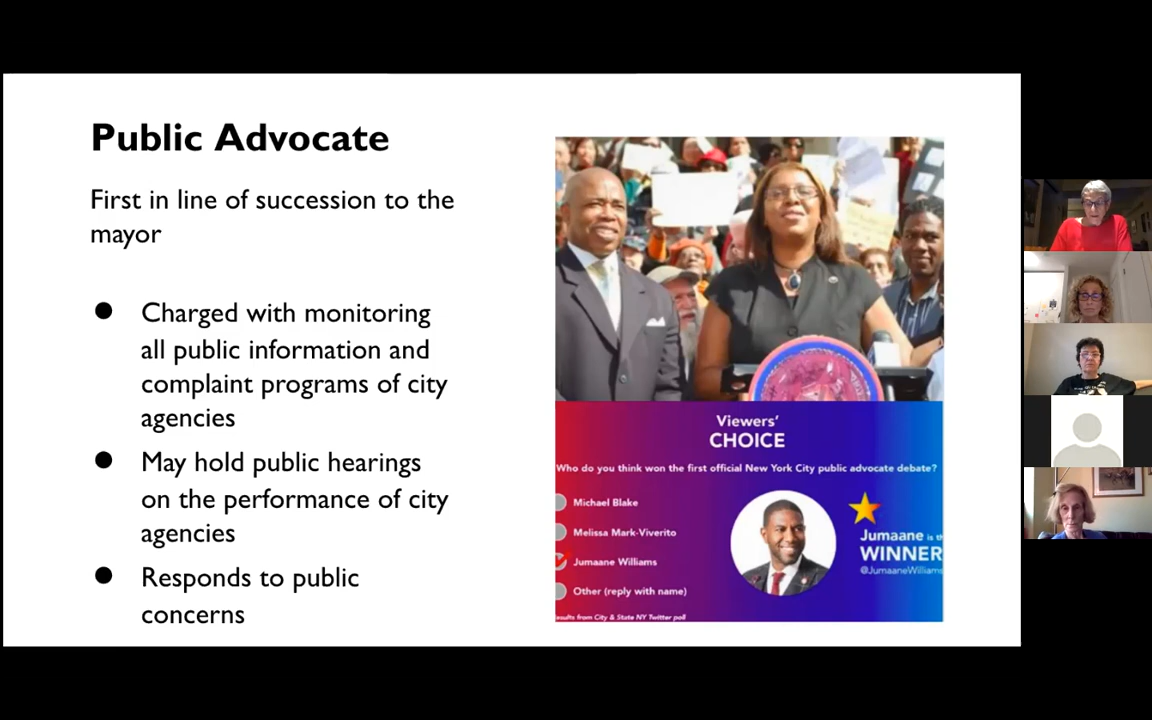 Public Advocate
First in line of succession to the
mayor
● Charged with monitoring
all public information and
complaint programs of city
agencies
● May hold public hearings
on the performance of city
agencies
● Responds to public
concerns
Viewers'
CHOICE
Who do you think won the first official New York City public advocate debate?
Michael Blake
Melissa Mark-Viverito
Jumaane Williams
Other (reply with name)
Jumaane is
WINNER
@JumaaneWilliams
esults from City & State NY Twitter poll